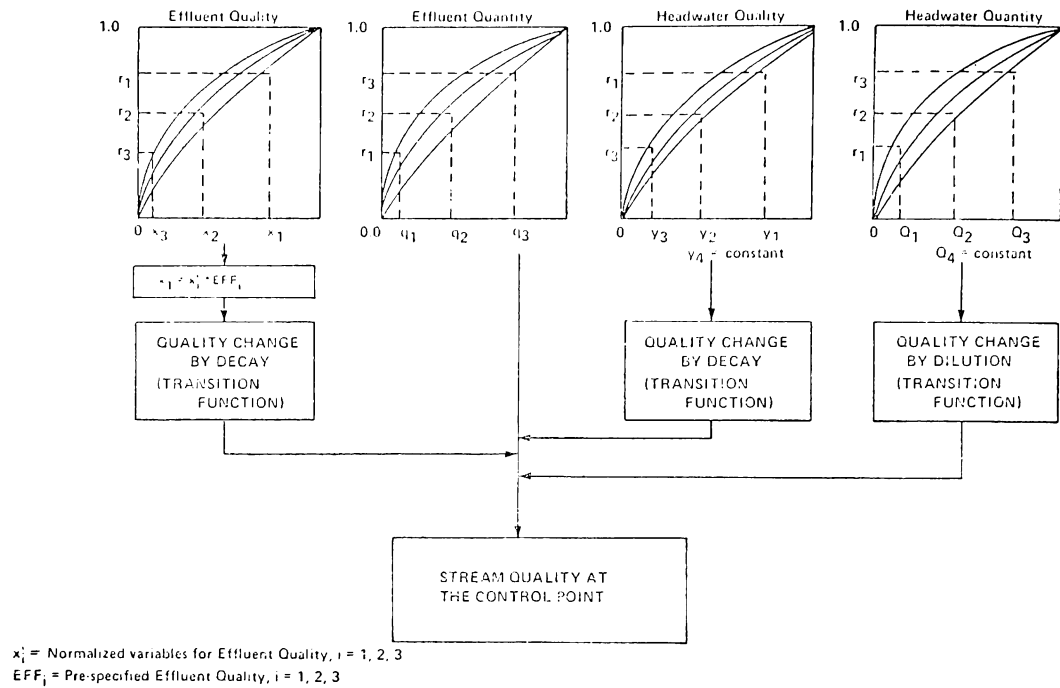 Effluent Quality Effluent Quantity Headwater Quality Headwater Quantity
1.0 1.0 1.0 1.0
r1 r3 r1 r3
r2 r2 r2 r2
r3 r1 r3 r1
0 x3 x2 x1 0.0 q1 q2 q3 0 y3 y2 y1 0 Q1 Q2 Q3
y4 = constant Q4 = constant
EFFi
QUALITY CHANGE
BY DECAY
(TRANSITION
FUNCTION)
QUALITY CHANGE
BY DECAY
(TRANSITION
FUNCTION)
QUALITY CHANGE
BY DILUTION
(TRANSITION
FUNCTION)
STREAM QUALITY AT
THE CONTROL POINT
x'i = Normalized variables for Effluent Quality, i = 1, 2, 3
EFFi = Pre-specified Effluent Quality, i = 1, 2, 3